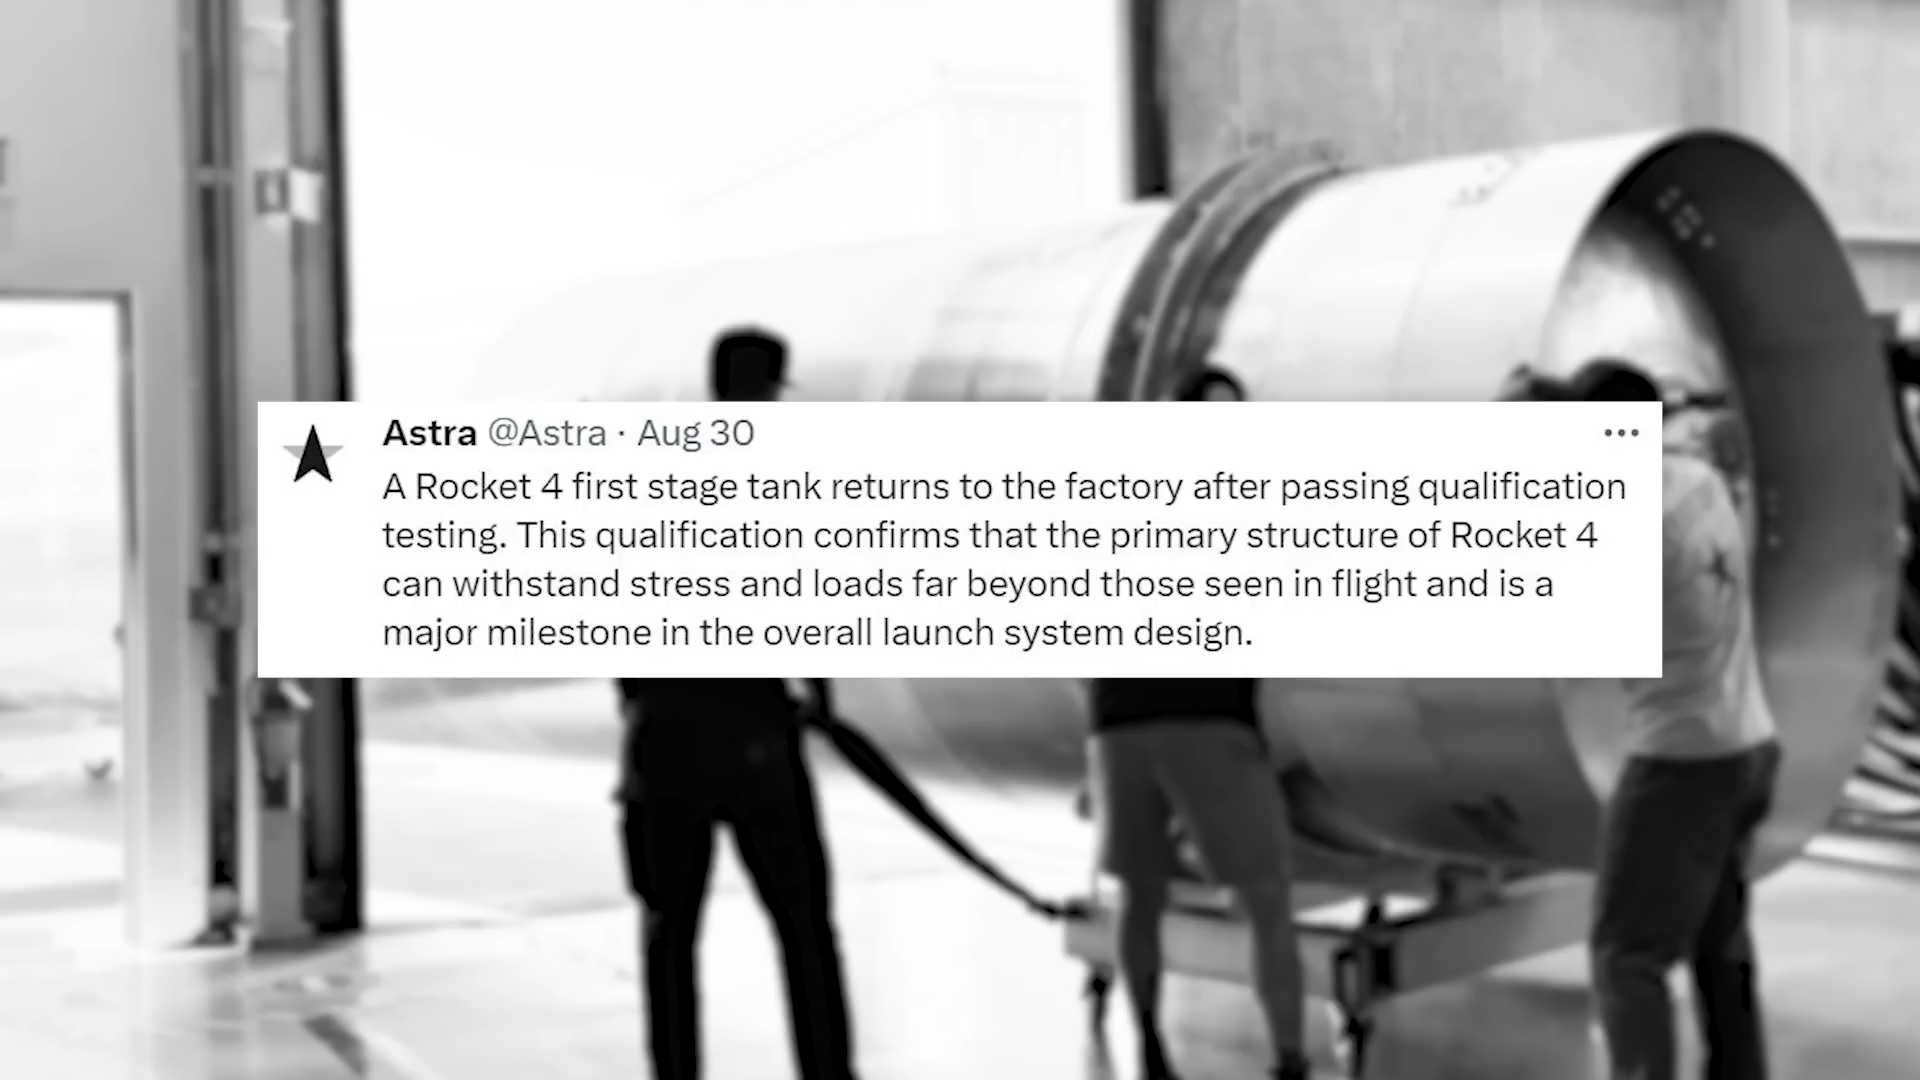 Astra @Astra · Aug 30
A Rocket 4 first stage tank returns to the factory after passing qualification
testing. This qualification confirms that the primary structure of Rocket 4
can withstand stress and loads far beyond those seen in flight and is a
major milestone in the overall launch system design.